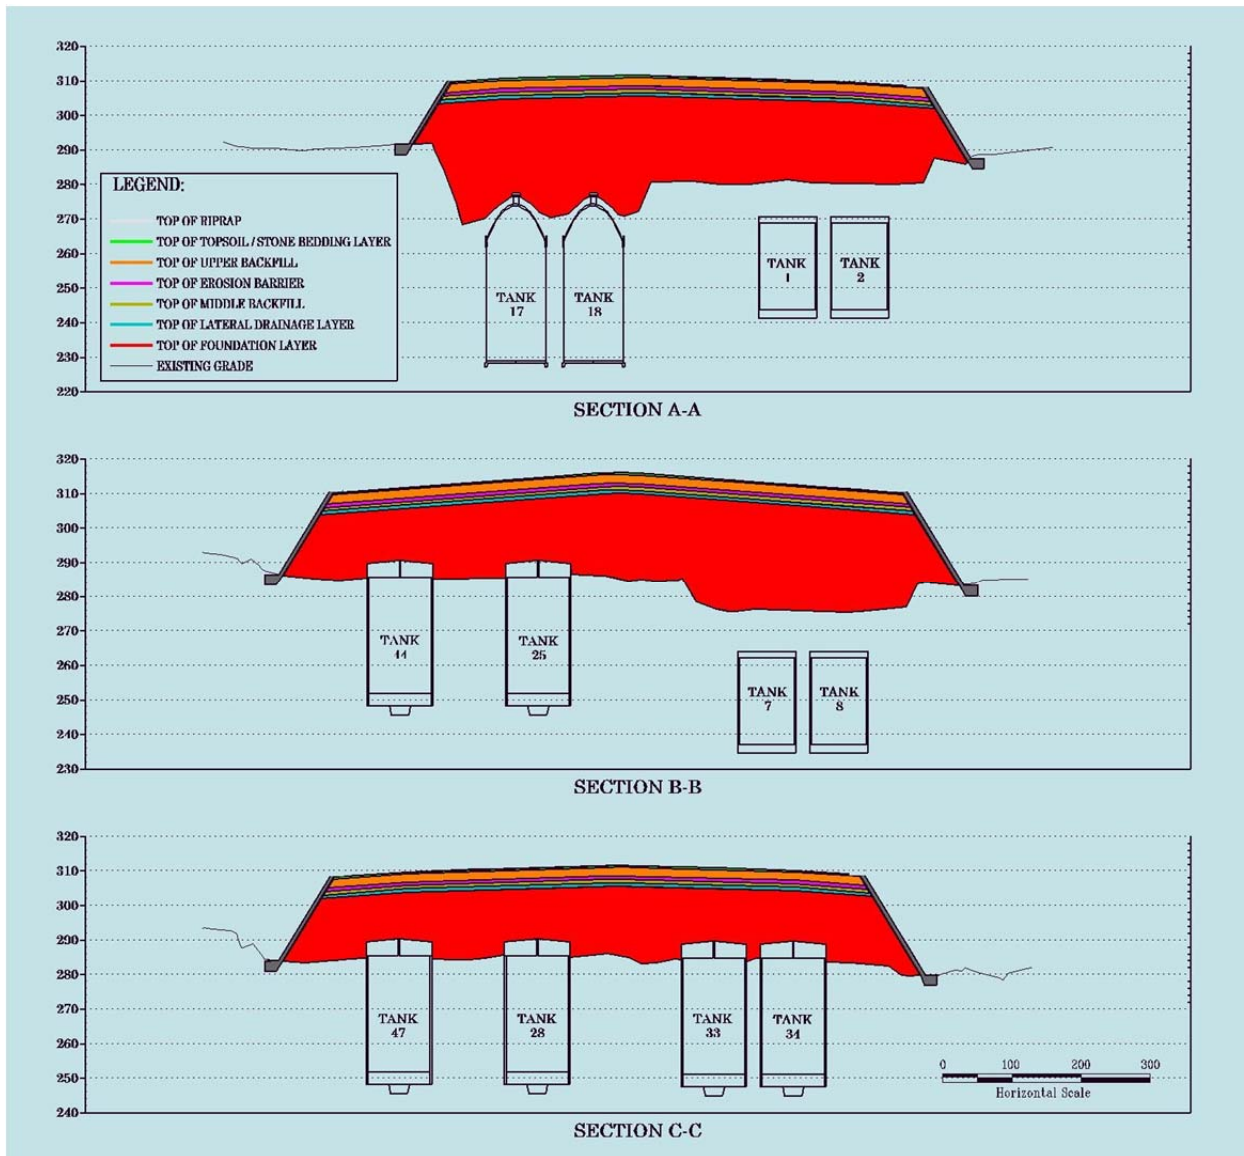 320
310
300
290
280
270
260
250
240
230
220
LEGEND:
TOP OF RIPRAP
TOP OF TOPSOIL / STONE BEDDING LAYER
TOP OF UPPER BACKFILL
TOP OF EROSION BARRIER
TOP OF MIDDLE BACKFILL
TOP OF LATERAL DRAINAGE LAYER
TOP OF FOUNDATION LAYER
EXISTING GRADE
TANK
17
TANK
18
TANK
1
TANK
2
SECTION A-A
320
310
300
290
280
270
260
250
240
230
TANK
44
TANK
25
TANK
7
TANK
8
SECTION B-B
320
310
300
290
280
270
260
250
240
TANK
47
TANK
28
TANK
33
TANK
34
0 100 200 300
Horizontal Scale
SECTION C-C